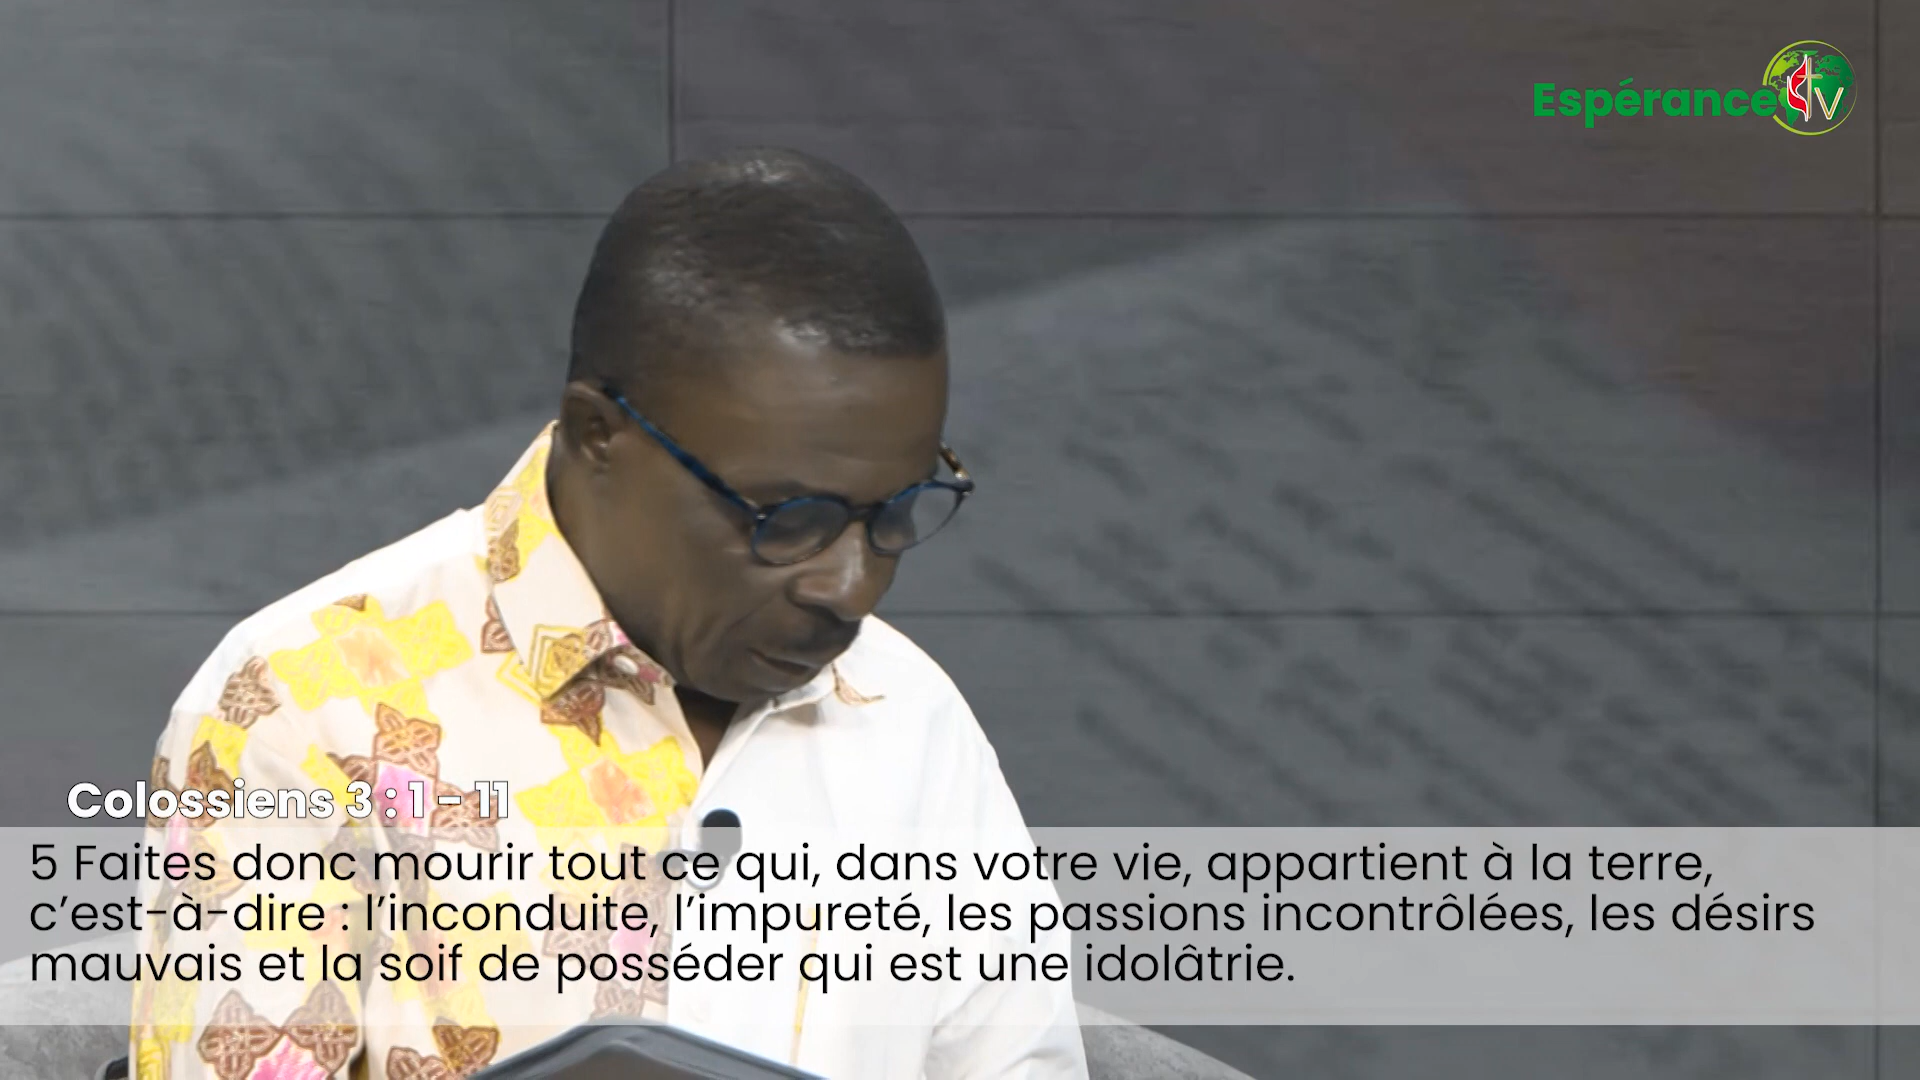 Espérance TV
Colossiens 3 : 1 - 11
5 Faites donc mourir tout ce qui, dans votre vie, appartient à la terre,
c’est-à-dire : l’inconduite, l’impureté, les passions incontrôlées, les désirs
mauvais et la soif de posséder qui est une idolâtrie.